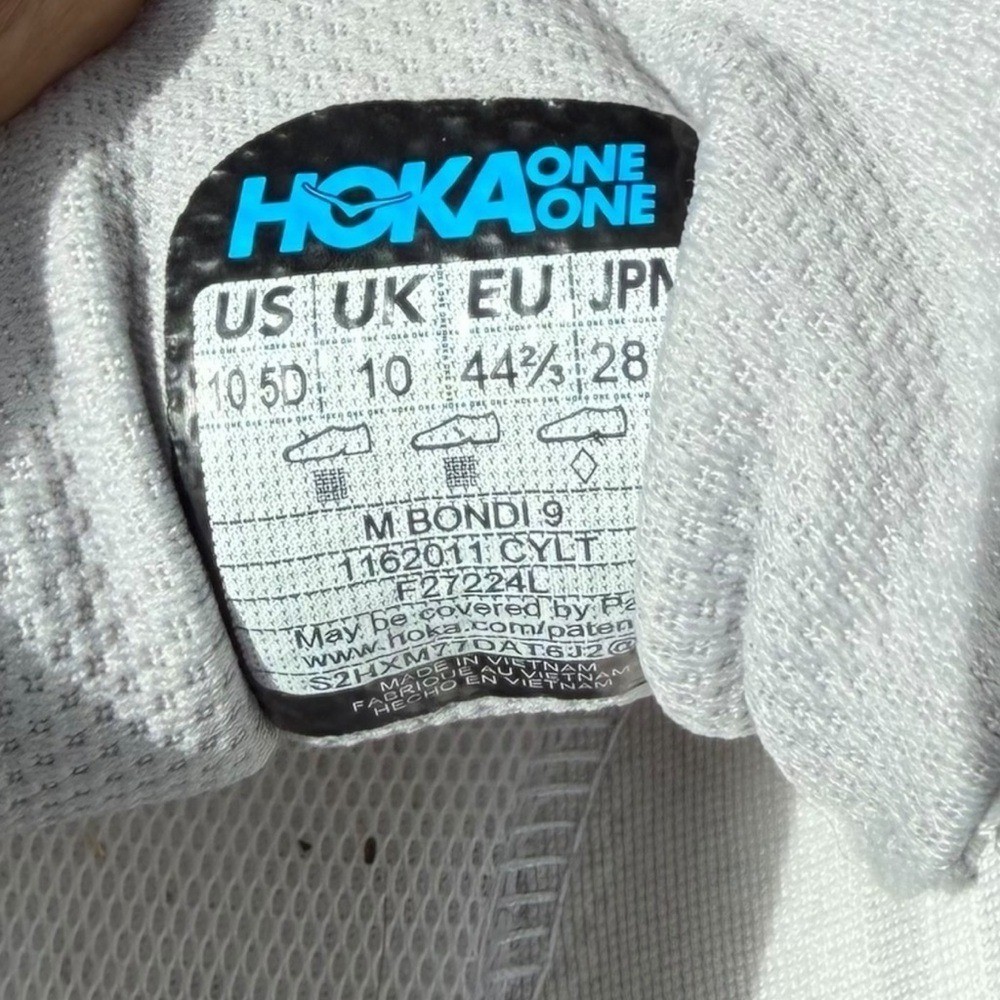 HOKA ONE ONE
US UK EU JPN
10.5D 10 44⅔ 28
M BONDI 9
1162011 CYLT
F27224L
May be covered by Pa
www.hoka.com/paten
S2HXM77DAT6J2@
MADE IN VIETNAM
FABRIQUE AU VIETNAM
HECHO EN VIETNAM